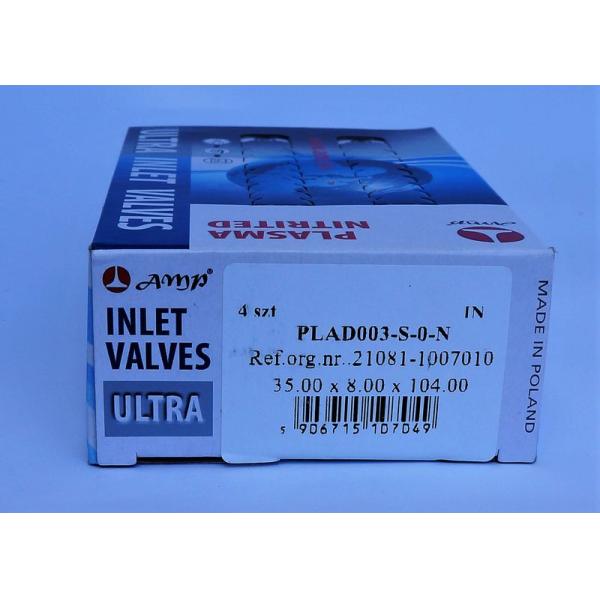 ULTRA INLET VALVES
PLASMA
NITRITED
AMP
AMP®
INLET
VALVES
ULTRA
4 szt IN
PLAD003-S-0-N
Ref.org.nr..21081-1007010
35.00 x 8.00 x 104.00
5 906715 107049
MADE IN POLAND